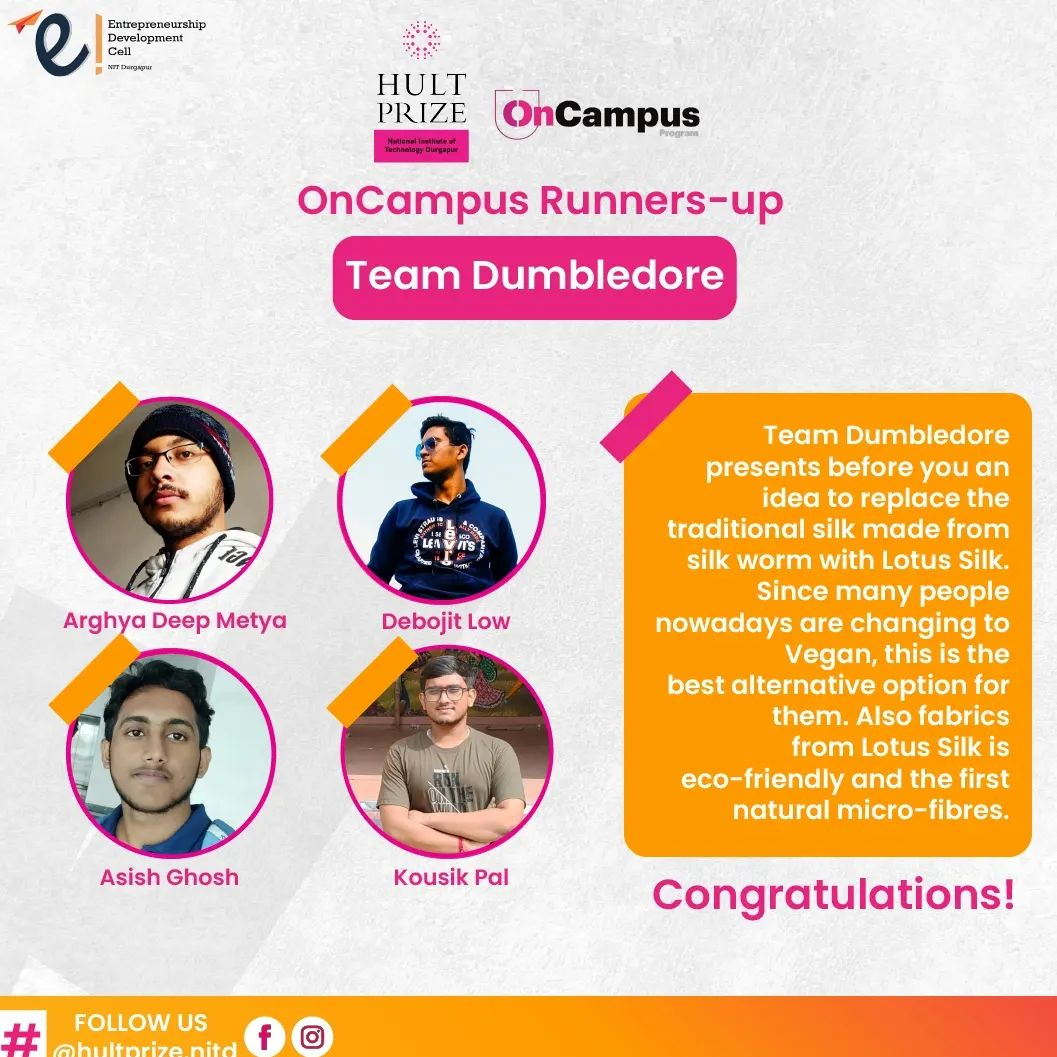 Entrepreneurship
Development
Cell
NIT Durgapur
HULT
PRIZE
National Institute of
Technology Durgapur
OnCampus
Program
OnCampus Runners-up
Team Dumbledore
Arghya Deep Metya
Debojit Low
LEVI'S
Asish Ghosh
Kousik Pal
RUN
Team Dumbledore
presents before you an
idea to replace the
traditional silk made from
silk worm with Lotus Silk.
Since many people
nowadays are changing to
Vegan, this is the
best alternative option for
them. Also fabrics
from Lotus Silk is
eco-friendly and the first
natural micro-fibres.
Congratulations!
#
FOLLOW US
@hultprize.nitd